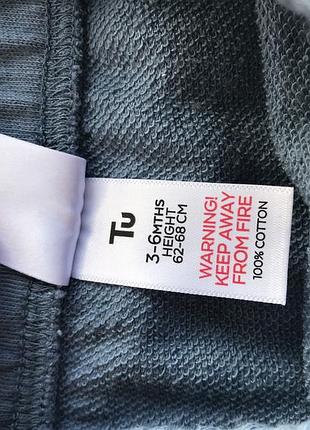 Tu
3-6MTHS
HEIGHT
62-68 CM
WARNING!
KEEP AWAY
FROM FIRE
100% COTTON